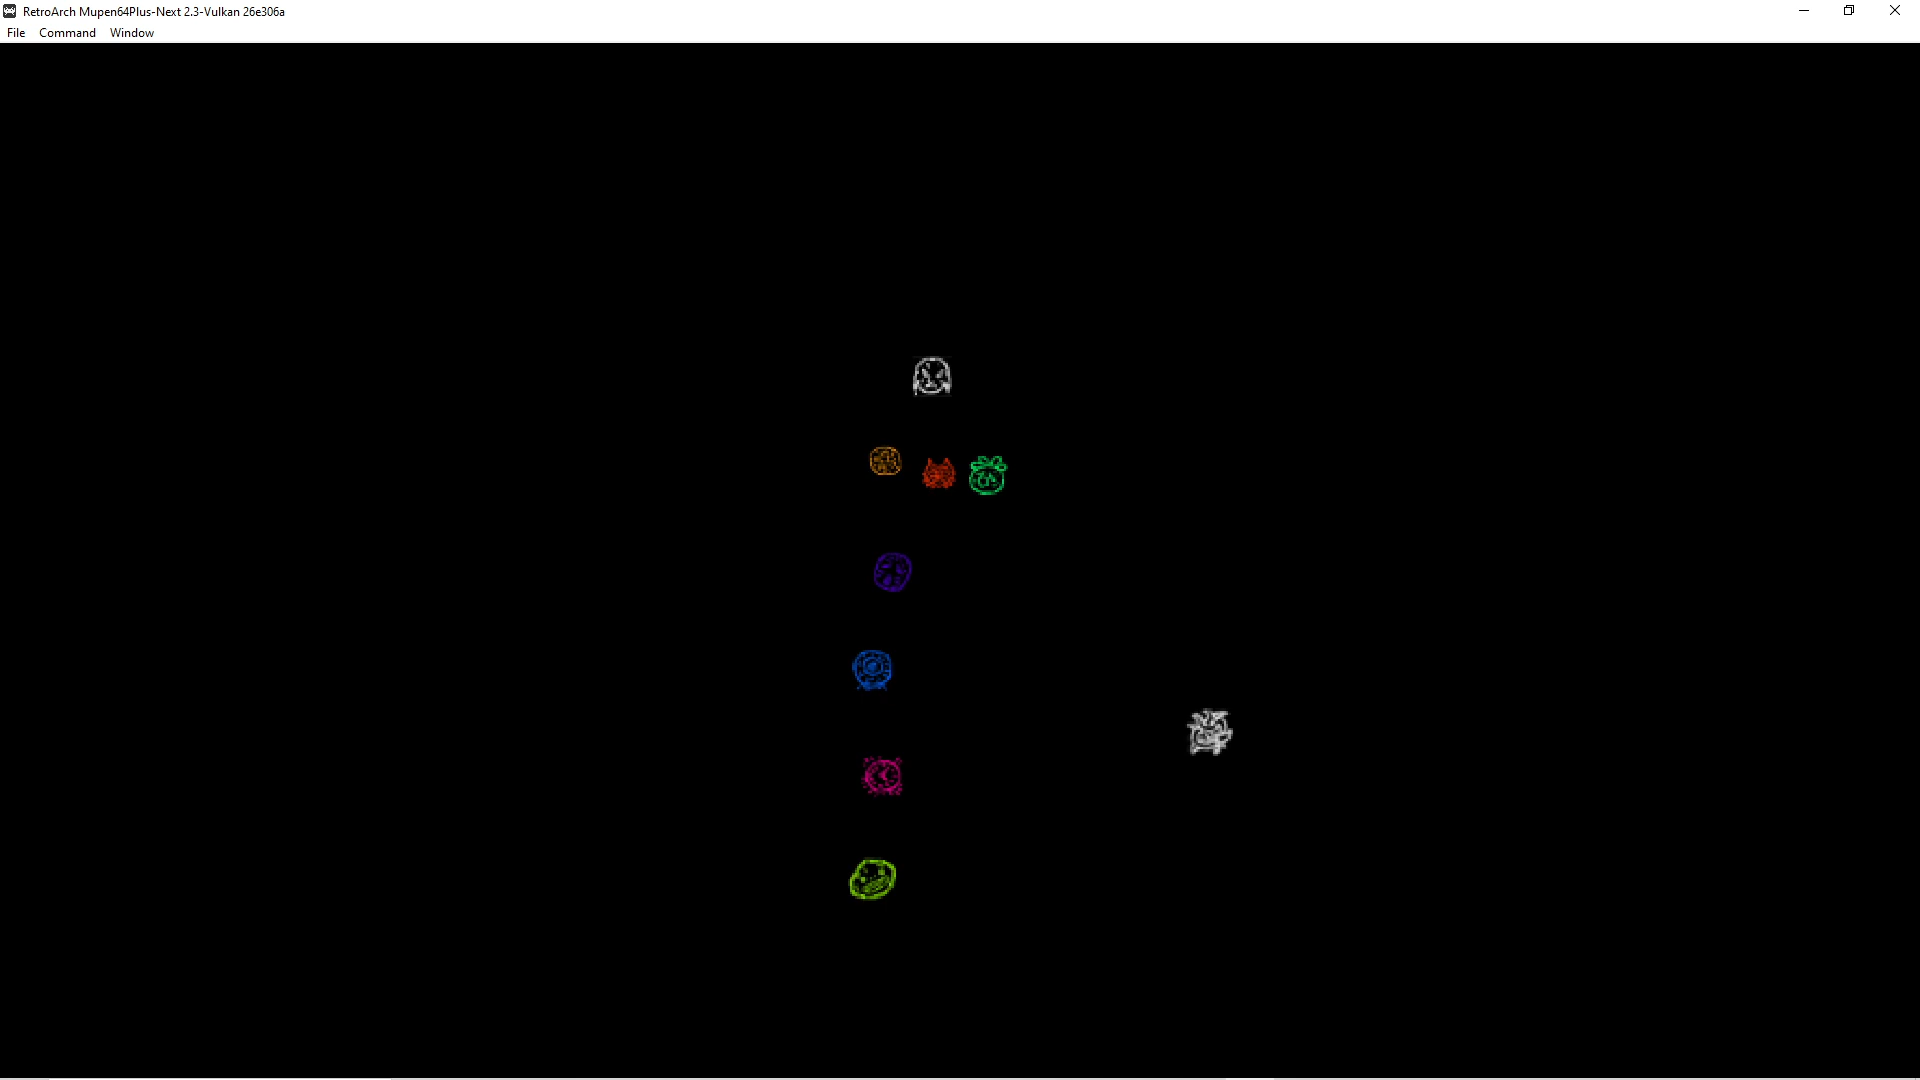 RetroArch Mupen64Plus-Next 2.3-Vulkan 26e306a
File Command Window